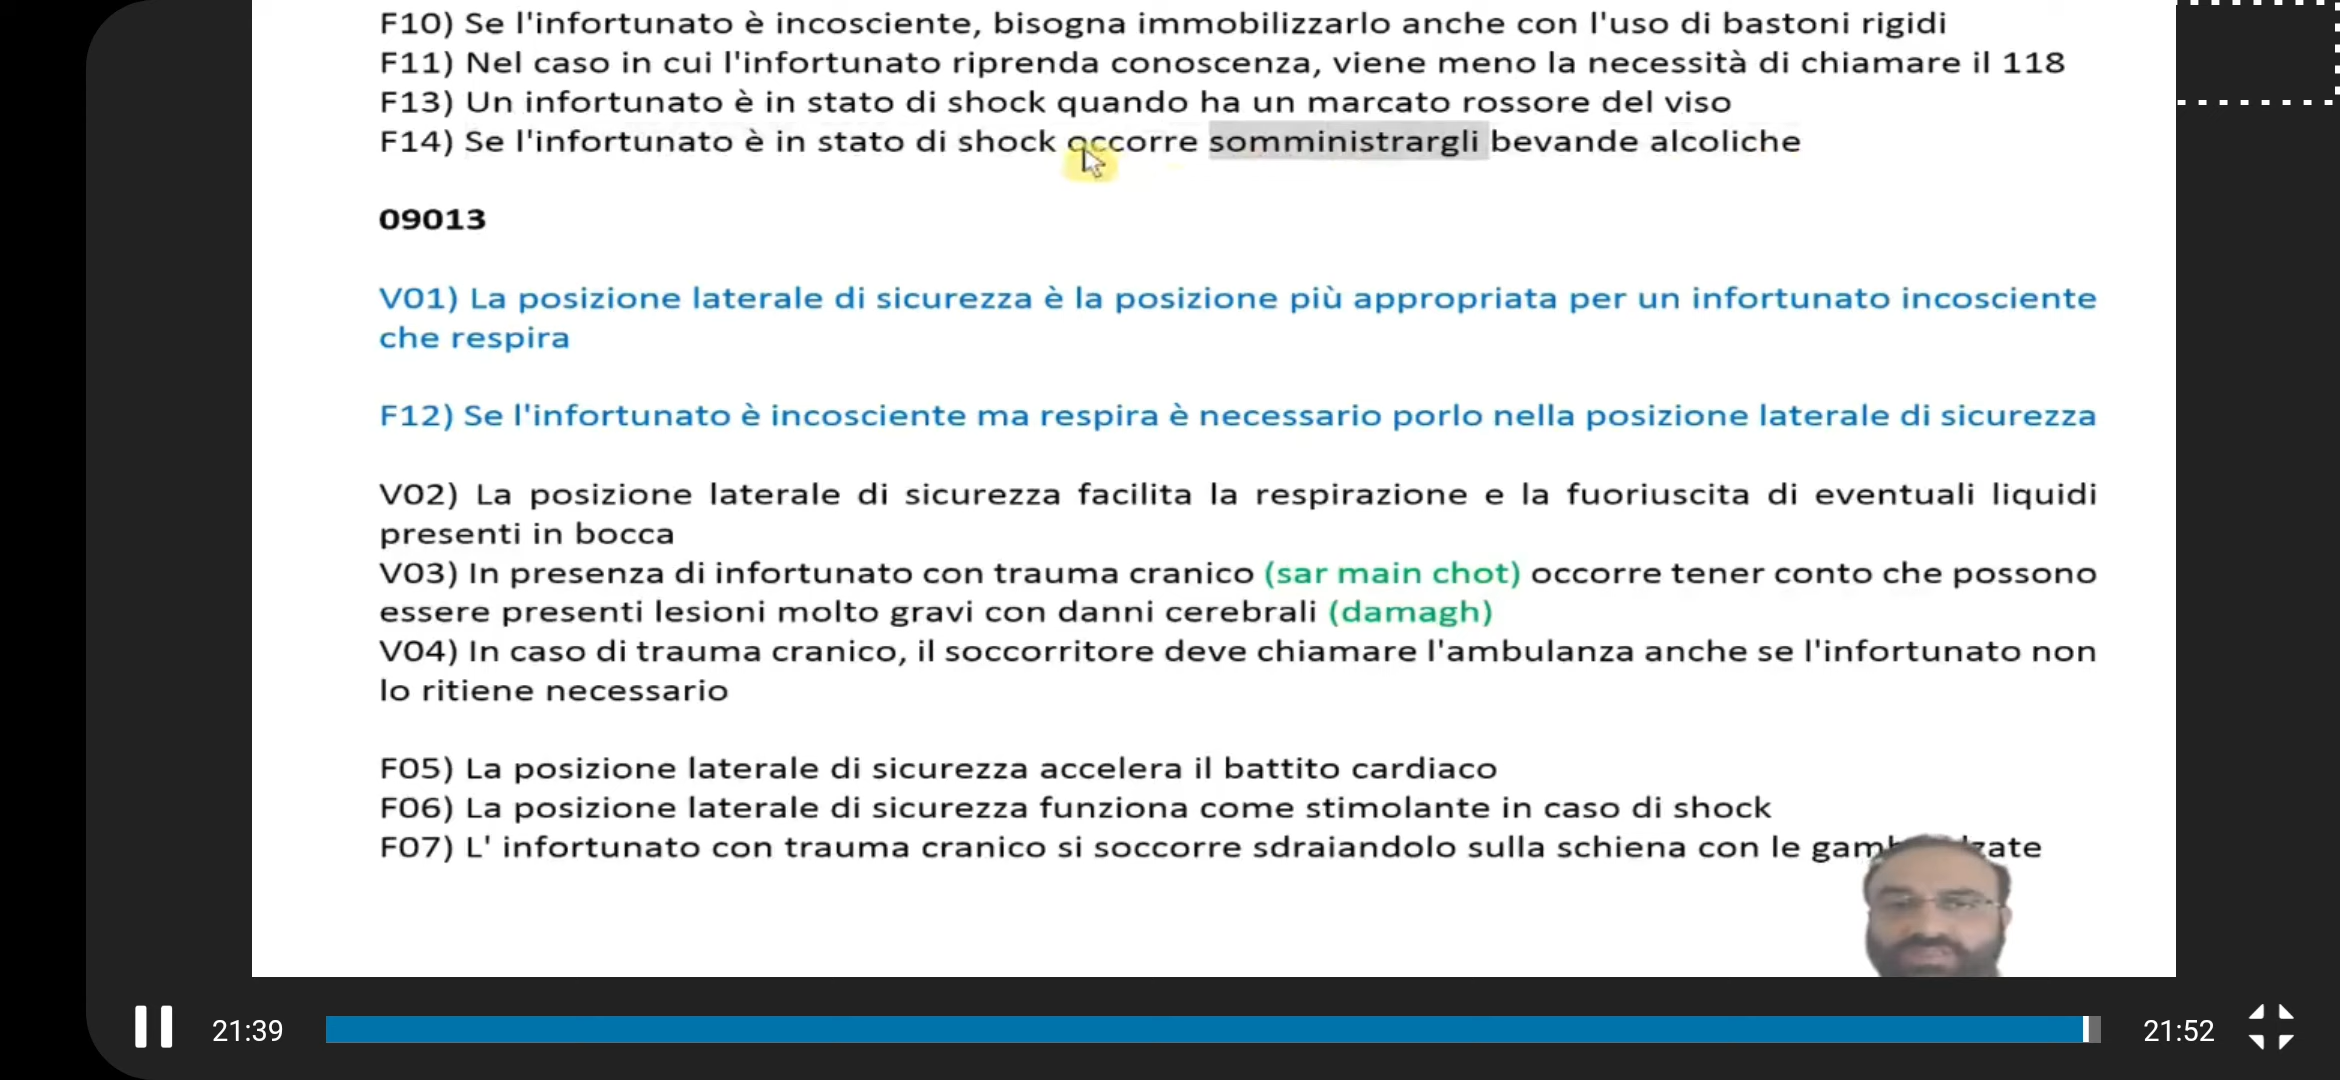 F10) Se l'infortunato è incosciente, bisogna immobilizzarlo anche con l'uso di bastoni rigidi
F11) Nel caso in cui l'infortunato riprenda conoscenza, viene meno la necessità di chiamare il 118
F13) Un infortunato è in stato di shock quando ha un marcato rossore del viso
F14) Se l'infortunato è in stato di shock occorre somministrargli bevande alcoliche
09013
V01) La posizione laterale di sicurezza è la posizione più appropriata per un infortunato incosciente
che respira
F12) Se l'infortunato è incosciente ma respira è necessario porlo nella posizione laterale di sicurezza
V02) La posizione laterale di sicurezza facilita la respirazione e la fuoriuscita di eventuali liquidi
presenti in bocca
V03) In presenza di infortunato con trauma cranico (sar main chot) occorre tener conto che possono
essere presenti lesioni molto gravi con danni cerebrali (damagh)
V04) In caso di trauma cranico, il soccorritore deve chiamare l'ambulanza anche se l'infortunato non
lo ritiene necessario
F05) La posizione laterale di sicurezza accelera il battito cardiaco
F06) La posizione laterale di sicurezza funziona come stimolante in caso di shock
F07) L' infortunato con trauma cranico si soccorre sdraiandolo sulla schiena con le
21:39
21:52